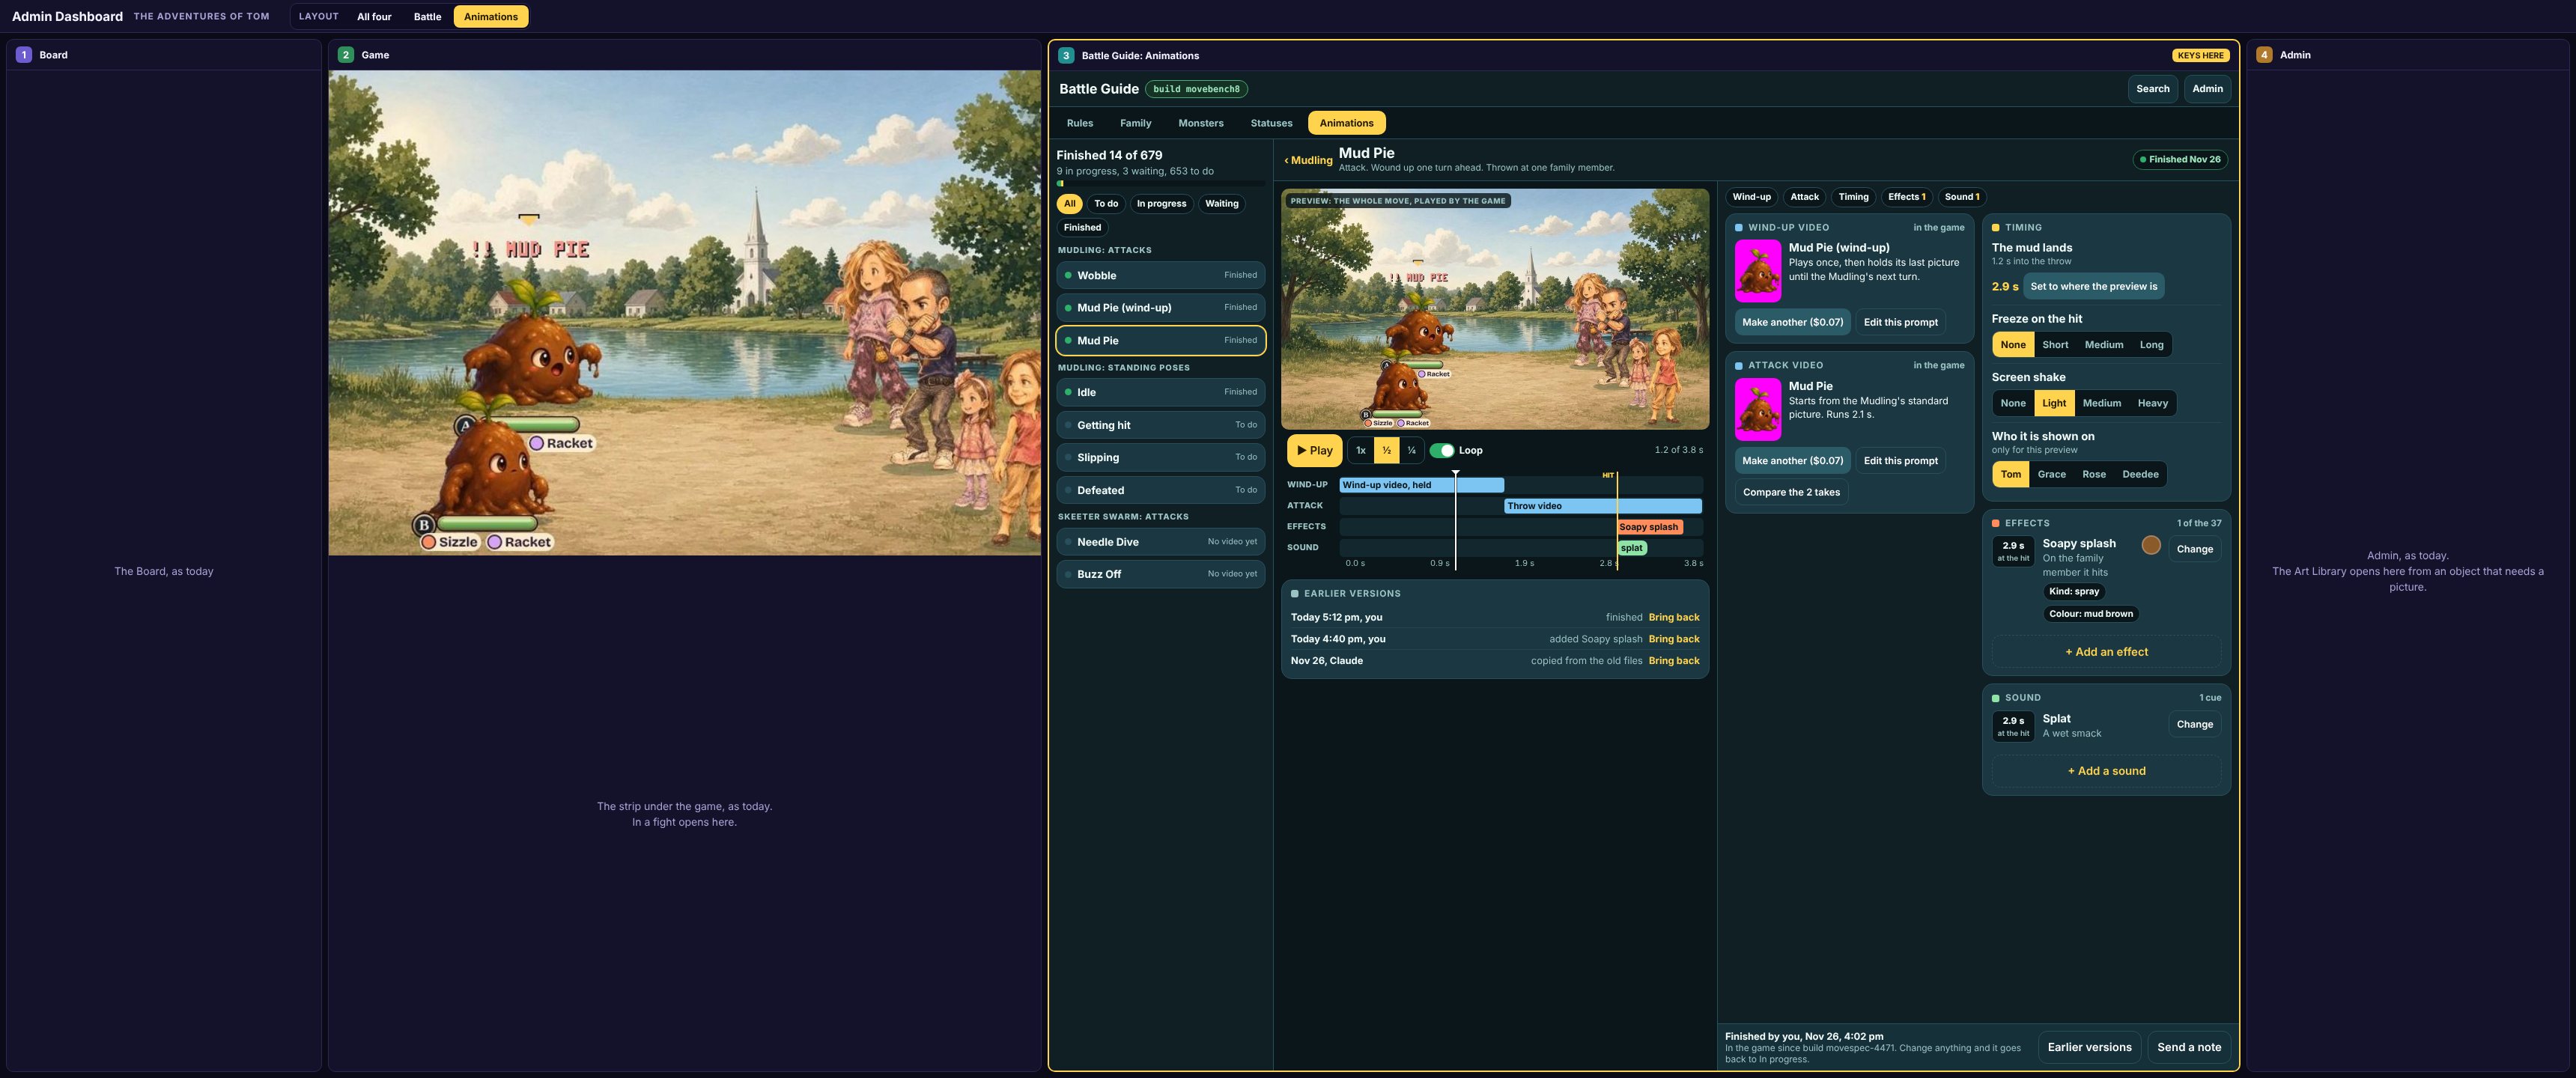 Admin Dashboard THE ADVENTURES OF TOM LAYOUT All four Battle Animations
1 Board
The Board, as today
2 Game
!! MUD PIE
A
Racket
B
Sizzle Racket
The strip under the game, as today.
In a fight opens here.
3 Battle Guide: Animations KEYS HERE
Battle Guide build movebench8 Search Admin
Rules Family Monsters Statuses Animations
Finished 14 of 679
9 in progress, 3 waiting, 653 to do
All To do In progress Waiting
Finished
MUDLING: ATTACKS
Wobble Finished
Mud Pie (wind-up) Finished
Mud Pie Finished
MUDLING: STANDING POSES
Idle Finished
Getting hit To do
Slipping To do
Defeated To do
SKEETER SWARM: ATTACKS
Needle Dive No video yet
Buzz Off No video yet
‹ Mudling Mud Pie
Attack. Wound up one turn ahead. Thrown at one family member.
Finished Nov 26
PREVIEW: THE WHOLE MOVE, PLAYED BY THE GAME
!! MUD PIE
A
Racket
B
Sizzle Racket
Play 1x ½ ¼ Loop 1.2 of 3.8 s
HIT
WIND-UP Wind-up video, held
ATTACK Throw video
EFFECTS Soapy splash
SOUND splat
0.0 s 0.9 s 1.9 s 2.8 s 3.8 s
EARLIER VERSIONS
Today 5:12 pm, you finished Bring back
Today 4:40 pm, you added Soapy splash Bring back
Nov 26, Claude copied from the old files Bring back
Wind-up Attack Timing Effects 1 Sound 1
WIND-UP VIDEO in the game
Mud Pie (wind-up)
Plays once, then holds its last picture
until the Mudling's next turn.
Make another ($0.07) Edit this prompt
ATTACK VIDEO in the game
Mud Pie
Starts from the Mudling's standard
picture. Runs 2.1 s.
Make another ($0.07) Edit this prompt
Compare the 2 takes
TIMING
The mud lands
1.2 s into the throw
2.9 s Set to where the preview is
Freeze on the hit
None Short Medium Long
Screen shake
None Light Medium Heavy
Who it is shown on
only for this preview
Tom Grace Rose Deedee
EFFECTS 1 of the 37
2.9 s
at the hit
Soapy splash
On the family
member it hits
Kind: spray
Colour: mud brown
Change
+ Add an effect
SOUND 1 cue
2.9 s
at the hit
Splat
A wet smack
Change
+ Add a sound
Finished by you, Nov 26, 4:02 pm
In the game since build movespec-4471. Change anything and it goes
back to In progress.
Earlier versions Send a note
4 Admin
Admin, as today.
The Art Library opens here from an object that needs a
picture.